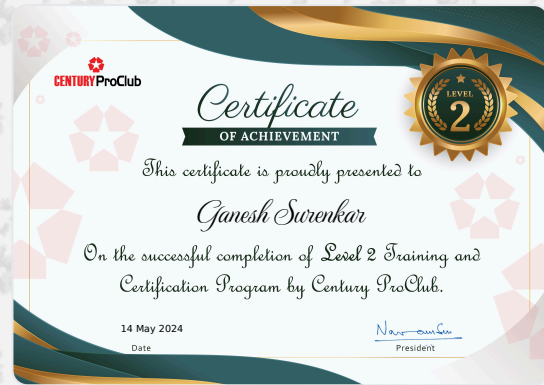 CENTURY ProClub
LEVEL
2
Certificate
OF ACHIEVEMENT
This certificate is proudly presented to
Ganesh Surenkar
On the successful completion of Level 2 Training and
Certification Program by Century ProClub.
14 May 2024
Date
President